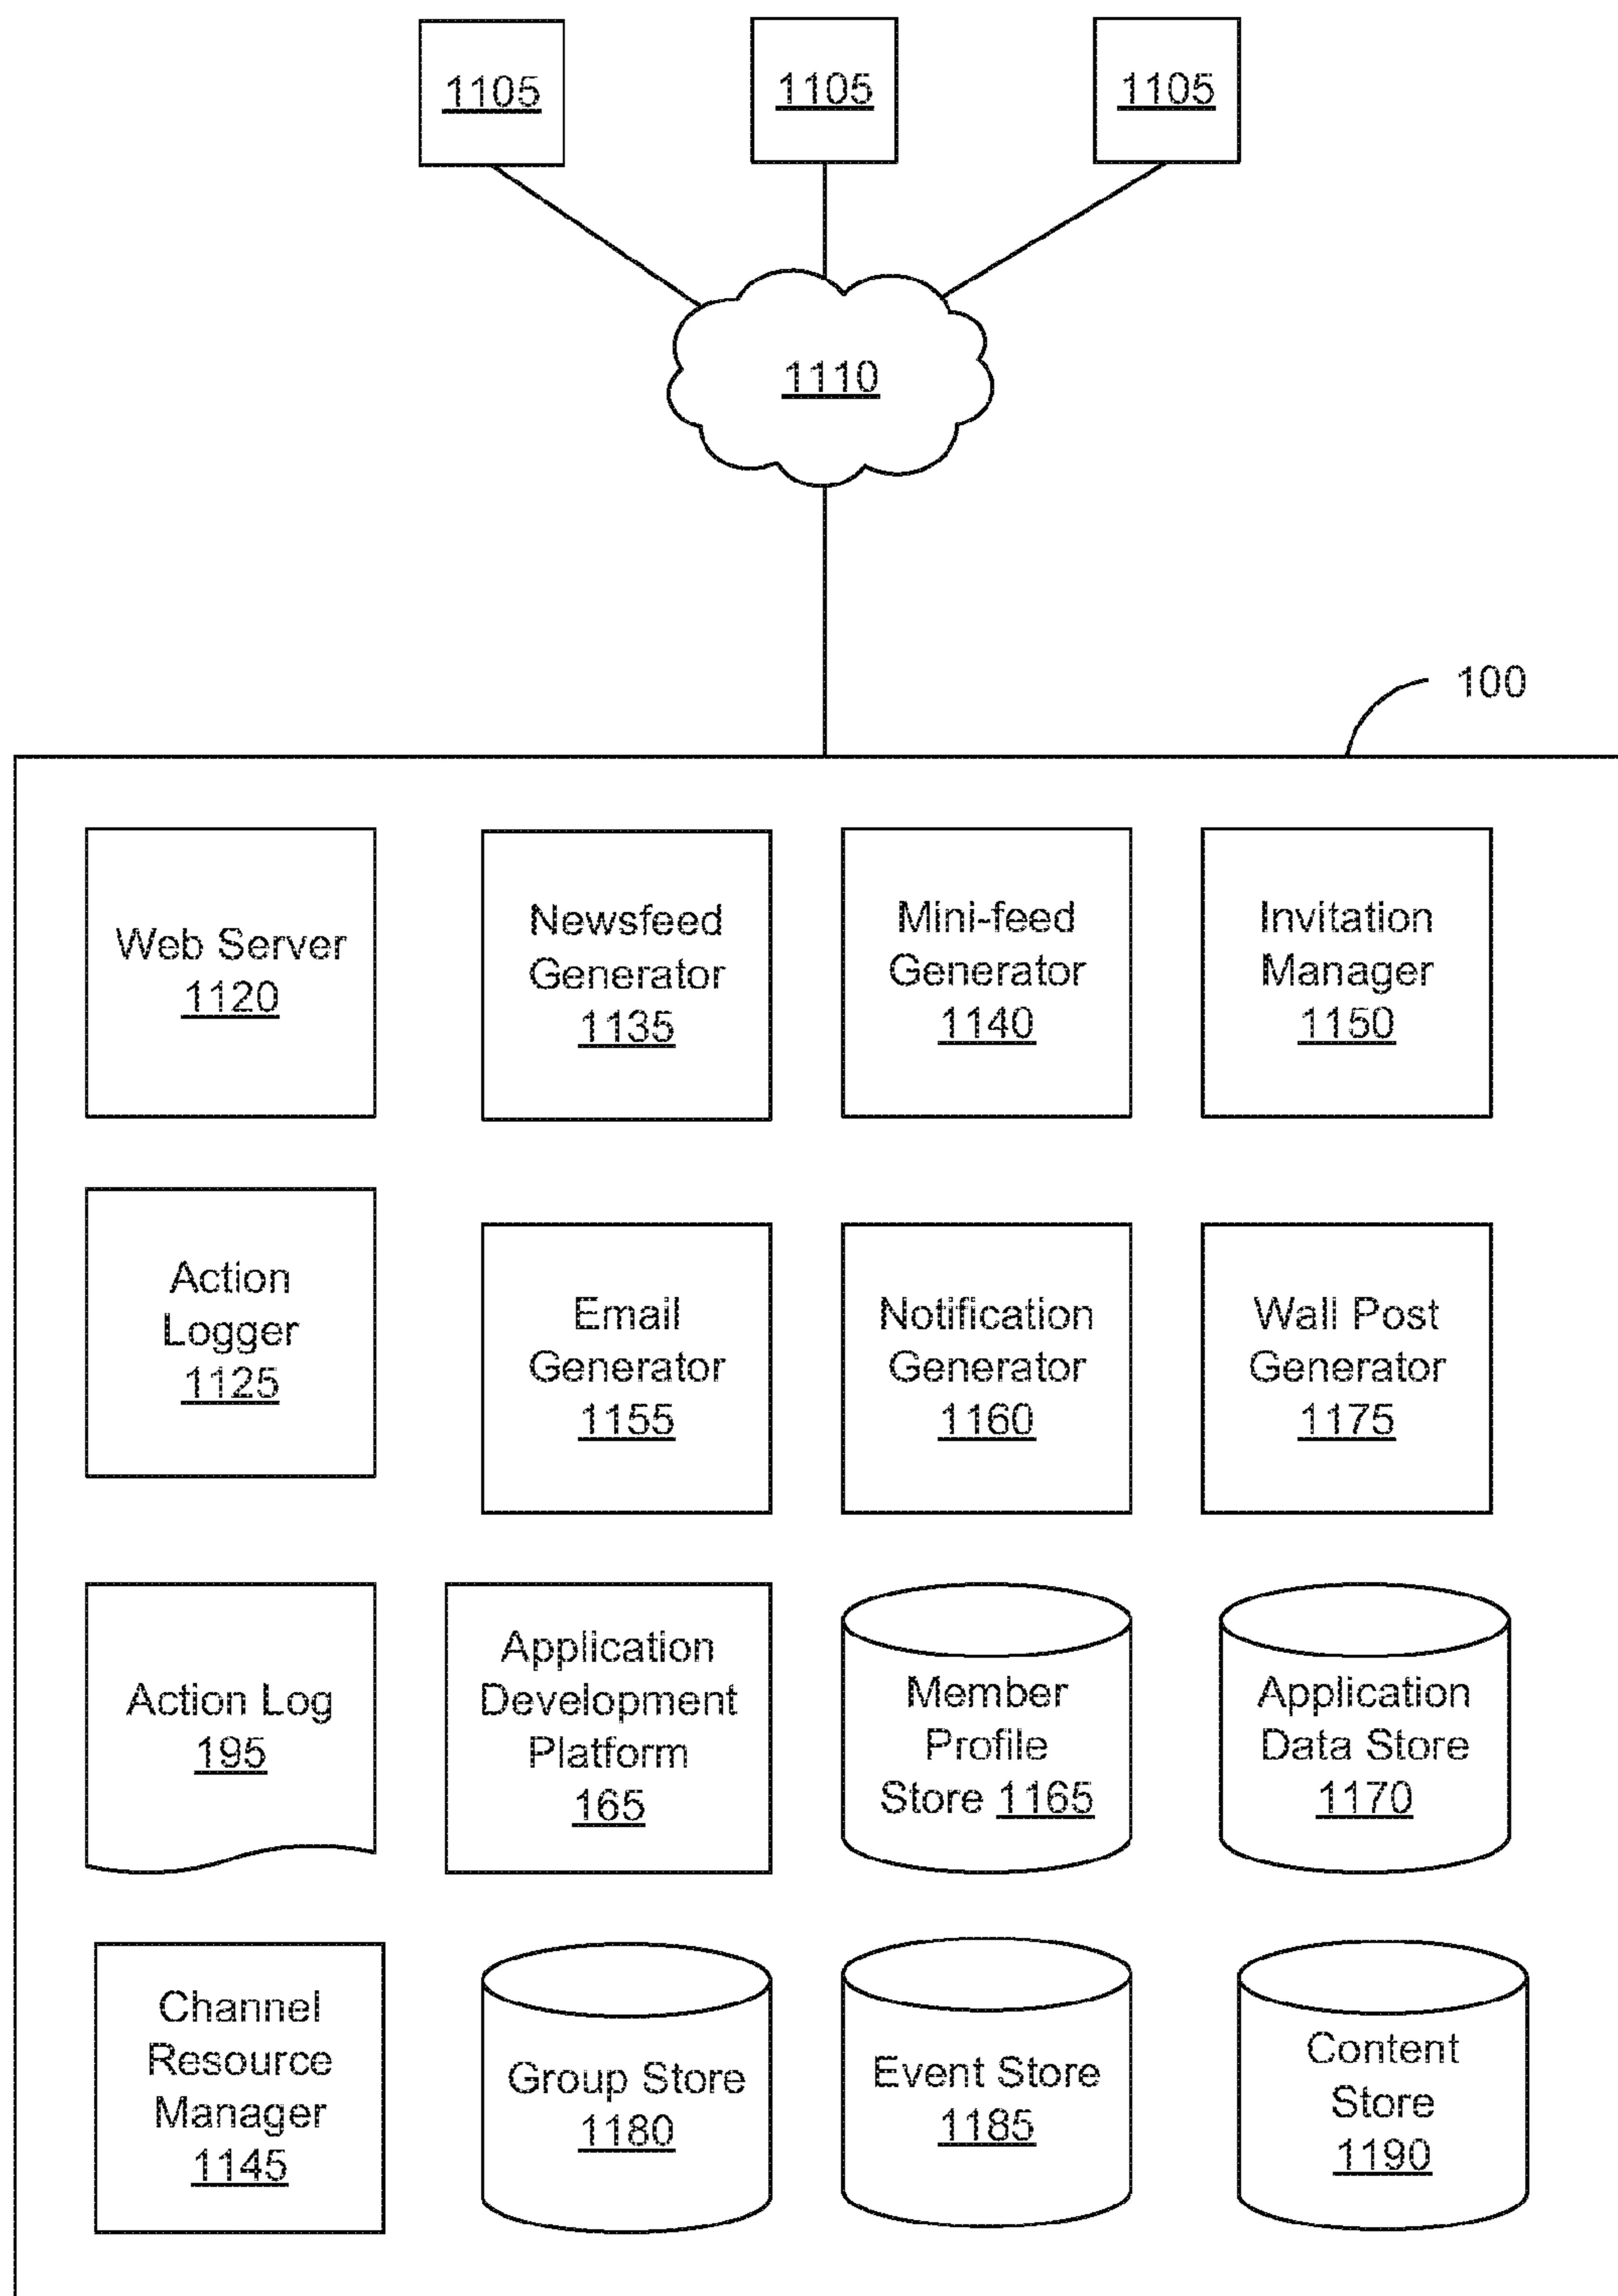 1105
1105
1105
1110
100
Web Server
1120
Newsfeed
Generator
1135
Mini-feed
Generator
1140
Invitation
Manager
1150
Action
Logger
1125
Email
Generator
1155
Notification
Generator
1160
Wall Post
Generator
1175
Action Log
195
Application
Development
Platform
165
Member
Profile
Store 1165
Application
Data Store
1170
Channel
Resource
Manager
1145
Group Store
1180
Event Store
1185
Content
Store
1190